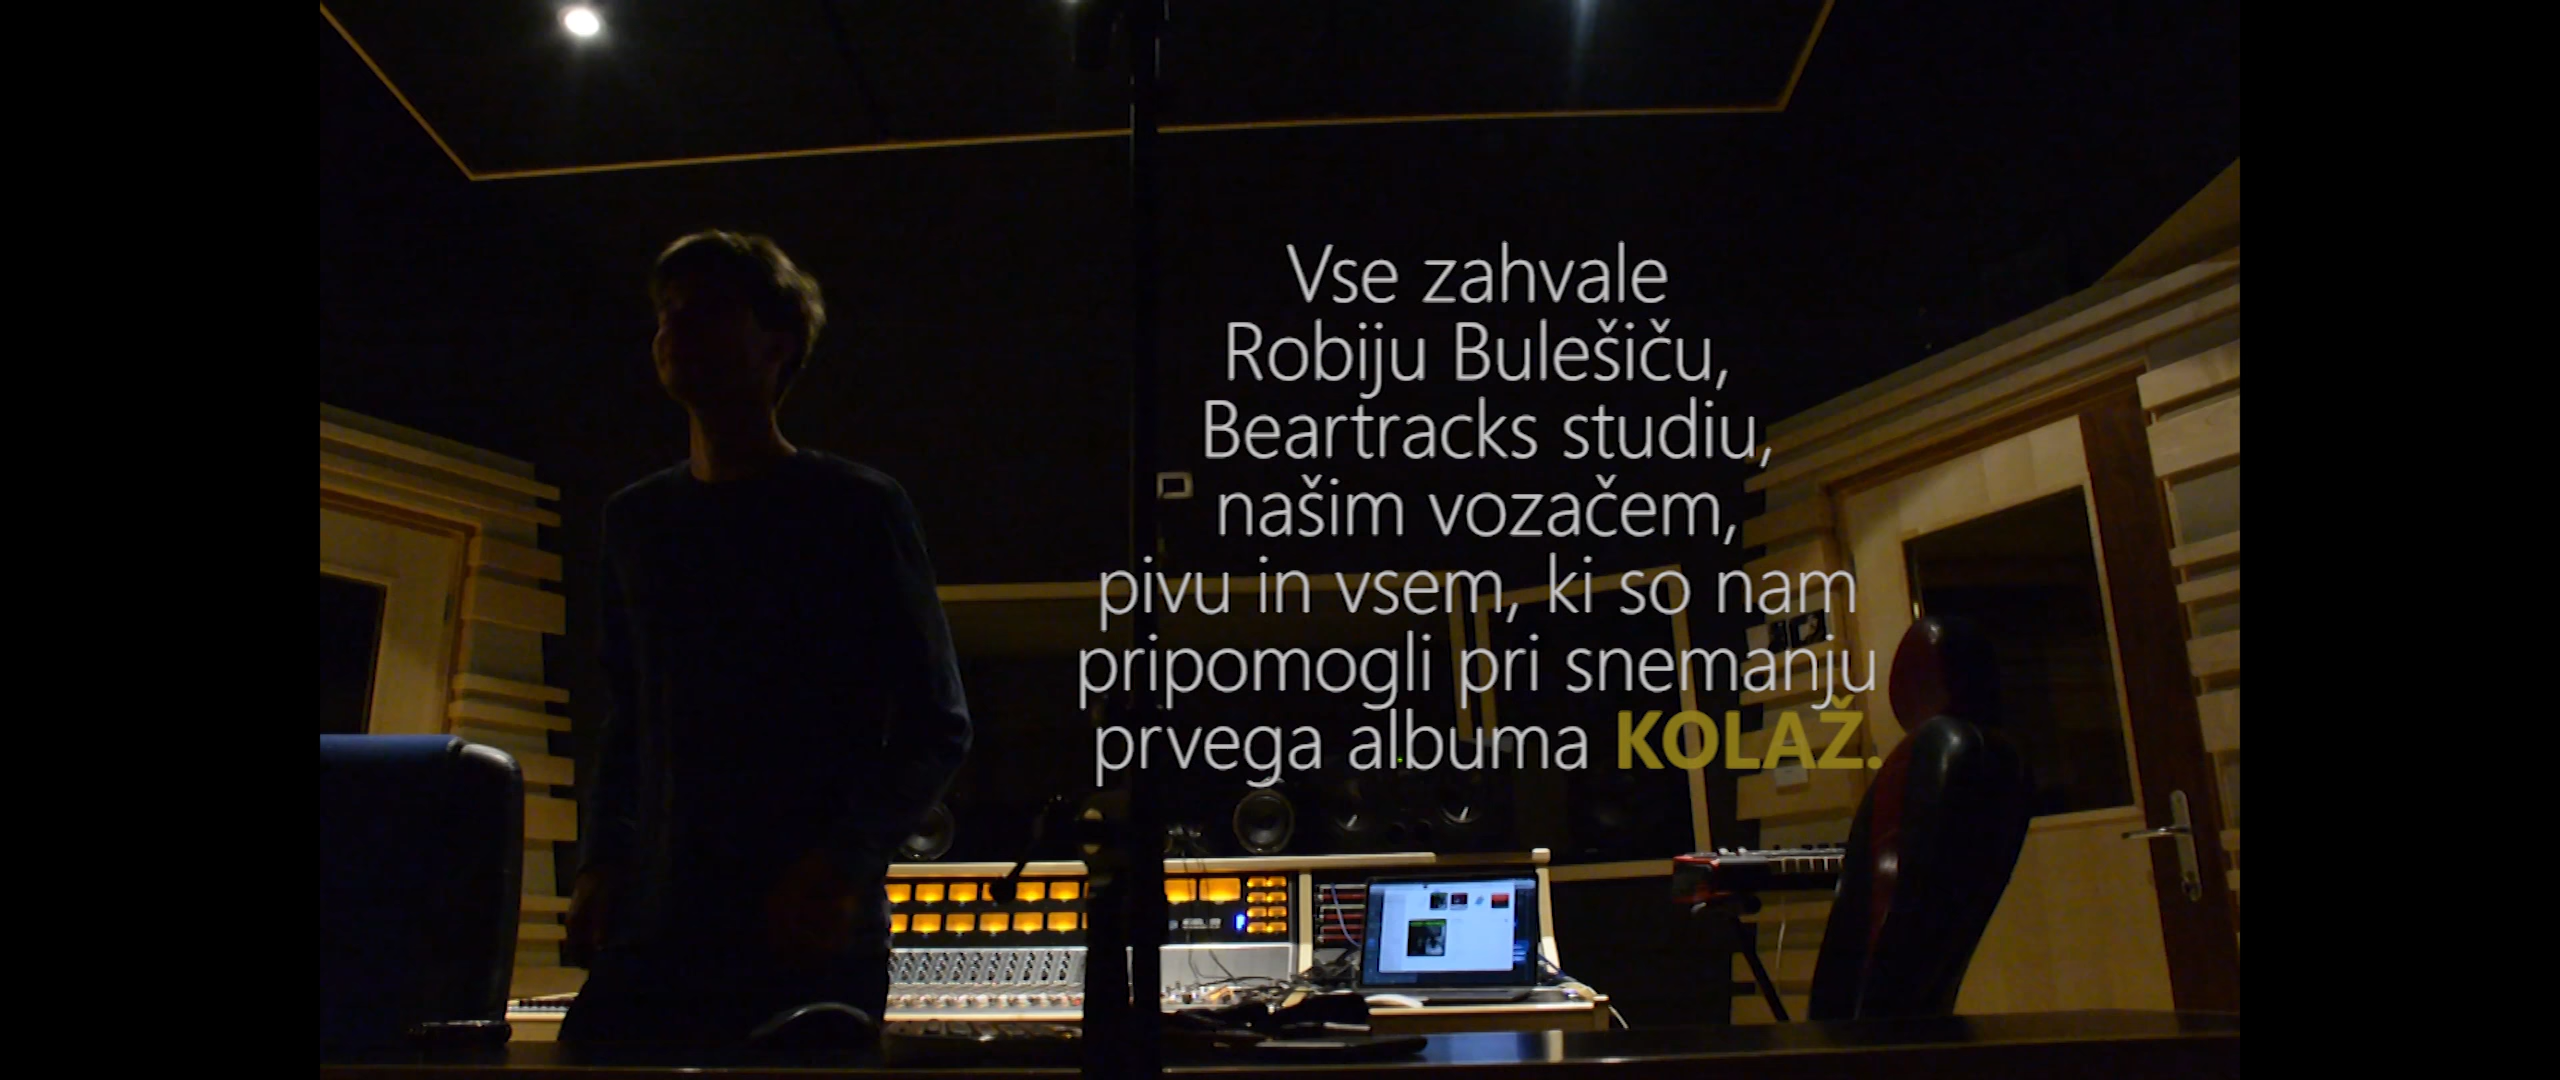 Vse zahvale
Robiju Bulešiču,
Beartracks studiu,
našim vozačem,
pivu in vsem, ki so nam
pripomogli pri snemanju
prvega albuma KOLAŽ.